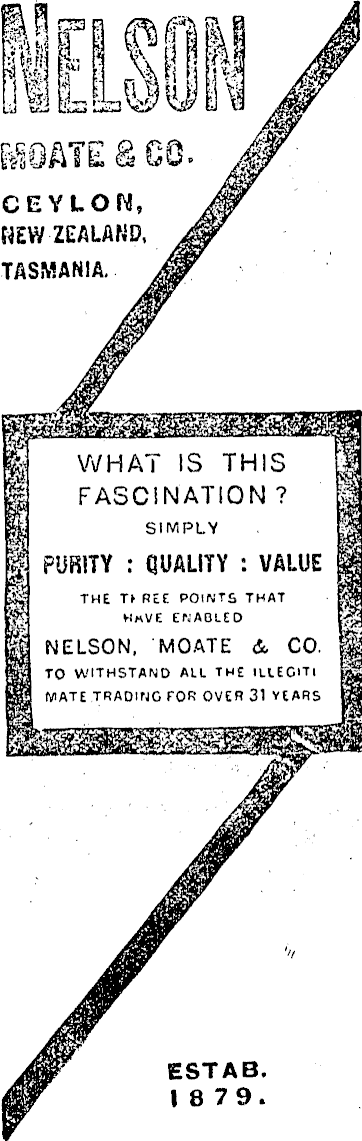 NELSON
MOATE & CO.
CEYLON,
NEW ZEALAND,
TASMANIA.
WHAT IS THIS
FASCINATION?
SIMPLY
PURITY : QUALITY : VALUE
THE THREE POINTS THAT
HAVE ENABLED
NELSON, MOATE & CO.
TO WITHSTAND ALL THE ILLEGITI
MATE TRADING FOR OVER 31 YEARS
ESTAB.
1879.